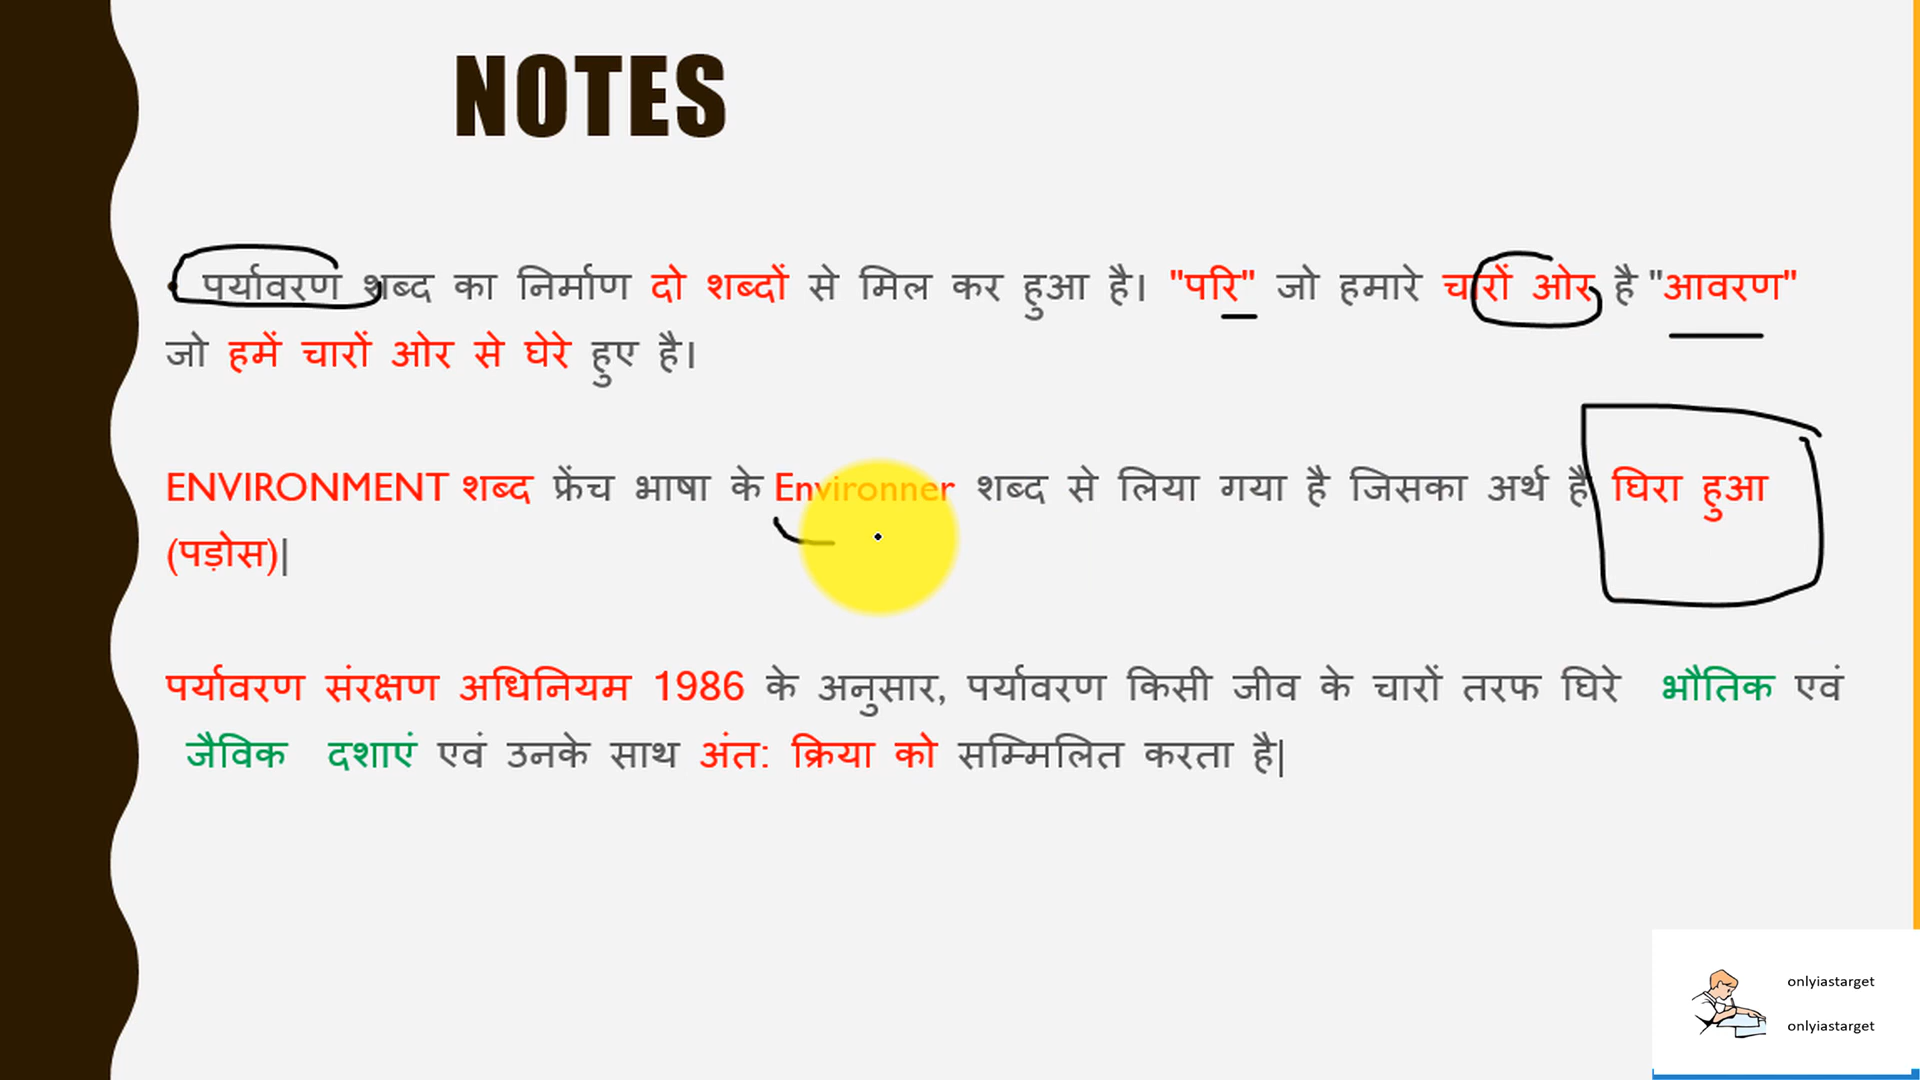 NOTES
पर्यावरण शब्द का निर्माण दो शब्दों से मिल कर हुआ है। "परि" जो हमारे चारों ओर है "आवरण"
जो हमें चारों ओर से घेरे हुए है।
ENVIRONMENT शब्द फ्रेंच भाषा के Environner शब्द से लिया गया है जिसका अर्थ है घिरा हुआ
(पड़ोस)|
पर्यावरण संरक्षण अधिनियम 1986 के अनुसार, पर्यावरण किसी जीव के चारों तरफ घिरे भौतिक एवं
जैविक दशाएं एवं उनके साथ अंत: क्रिया को सम्मिलित करता है|
onlyiastarget
onlyiastarget